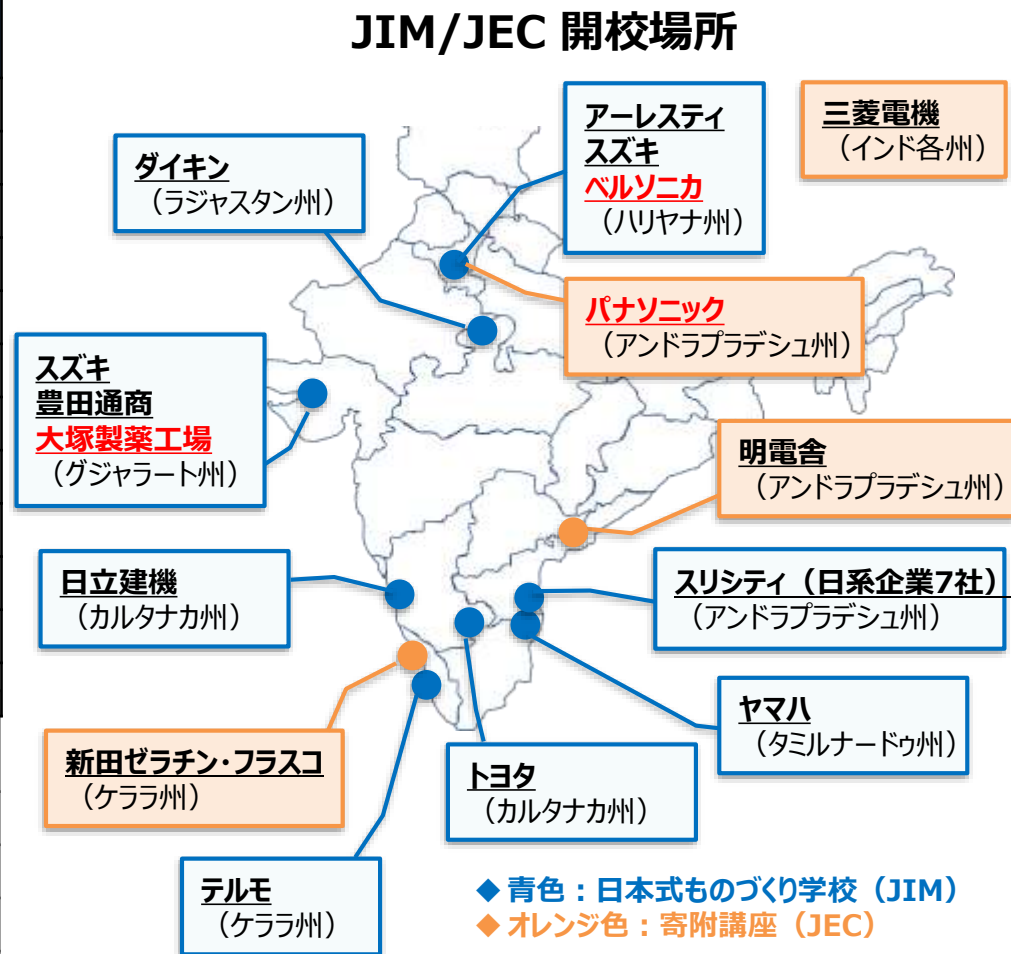 JIM/JEC 開校場所
アーレスティ
スズキ
ベルソニカ
（ハリヤナ州）
三菱電機
（インド各州）
ダイキン
（ラジャスタン州）
パナソニック
（アンドラプラデシュ州）
スズキ
豊田通商
大塚製薬工場
（グジャラート州）
明電舎
（アンドラプラデシュ州）
日立建機
（カルタナカ州）
スリシティ（日系企業7社）
（アンドラプラデシュ州）
ヤマハ
（タミルナードゥ州）
新田ゼラチン・フラスコ
（ケララ州）
トヨタ
（カルタナカ州）
テルモ
（ケララ州）
◆ 青色：日本式ものづくり学校（JIM）
◆ オレンジ色：寄附講座（JEC）